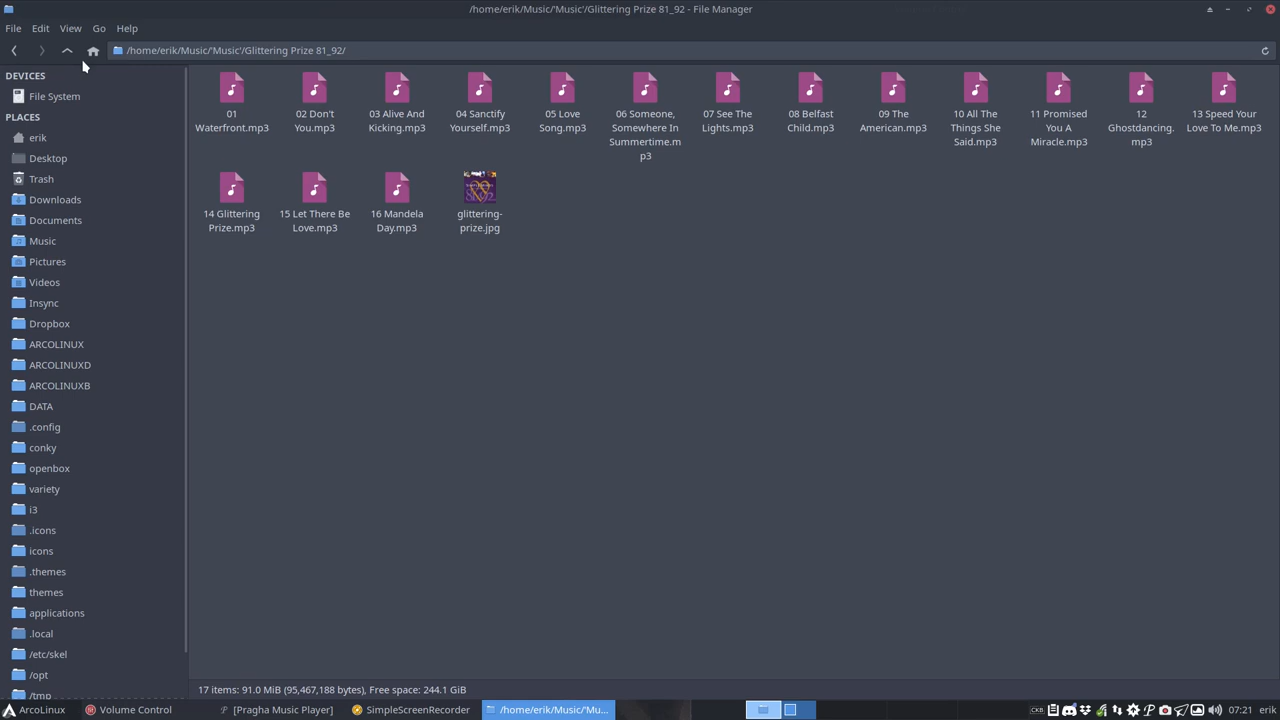 /home/erik/Music/'Music'/Glittering Prize 81_92 - File Manager
File Edit View Go Help
/home/erik/Music/'Music'/Glittering Prize 81_92/
DEVICES
File System
PLACES
erik
Desktop
Trash
Downloads
Documents
Music
Pictures
Videos
Insync
Dropbox
ARCOLINUX
ARCOLINUXD
ARCOLINUXB
DATA
.config
conky
openbox
variety
i3
.icons
icons
.themes
themes
applications
.local
/etc/skel
/opt
/tmp
01
Waterfront.mp3
02 Don't
You.mp3
03 Alive And
Kicking.mp3
04 Sanctify
Yourself.mp3
05 Love
Song.mp3
06 Someone,
Somewhere In
Summertime.m
p3
07 See The
Lights.mp3
08 Belfast
Child.mp3
09 The
American.mp3
10 All The
Things She
Said.mp3
11 Promised
You A
Miracle.mp3
12
Ghostdancing.
mp3
13 Speed Your
Love To Me.mp3
14 Glittering
Prize.mp3
15 Let There Be
Love.mp3
16 Mandela
Day.mp3
glittering-
prize.jpg
17 items: 91.0 MiB (95,467,188 bytes), Free space: 244.1 GiB
ArcoLinux Volume Control [Pragha Music Player] SimpleScreenRecorder /home/erik/Music/'Mu... CKB 07:21 erik